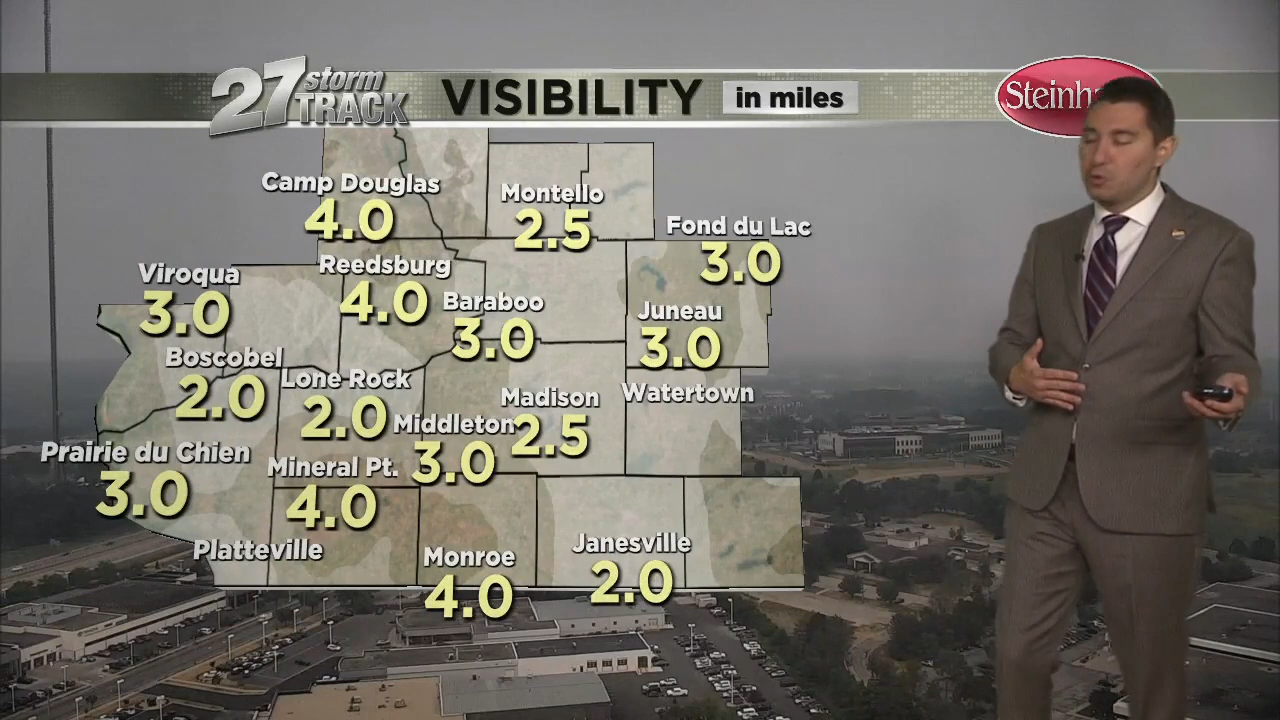 27 storm TRACK
VISIBILITY in miles
Camp Douglas
4.0
Montello
2.5
Fond du Lac
3.0
Viroqua
3.0
Reedsburg
4.0
Baraboo
3.0
Juneau
3.0
Boscobel
2.0
Lone Rock
2.0
Madison
2.5
Watertown
Middleton
3.0
Prairie du Chien
3.0
Mineral Pt.
4.0
Platteville
Monroe
4.0
Janesville
2.0